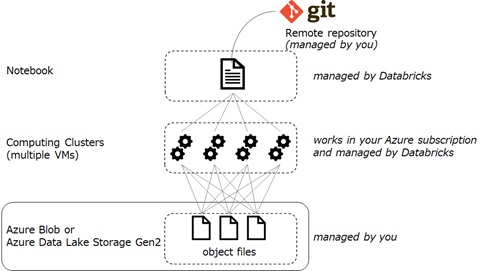 git
Remote repository
(managed by you)
Notebook
managed by Databricks
Computing Clusters
(multiple VMs)
works in your Azure subscription
and managed by Databricks
Azure Blob or
Azure Data Lake Storage Gen2
object files
managed by you